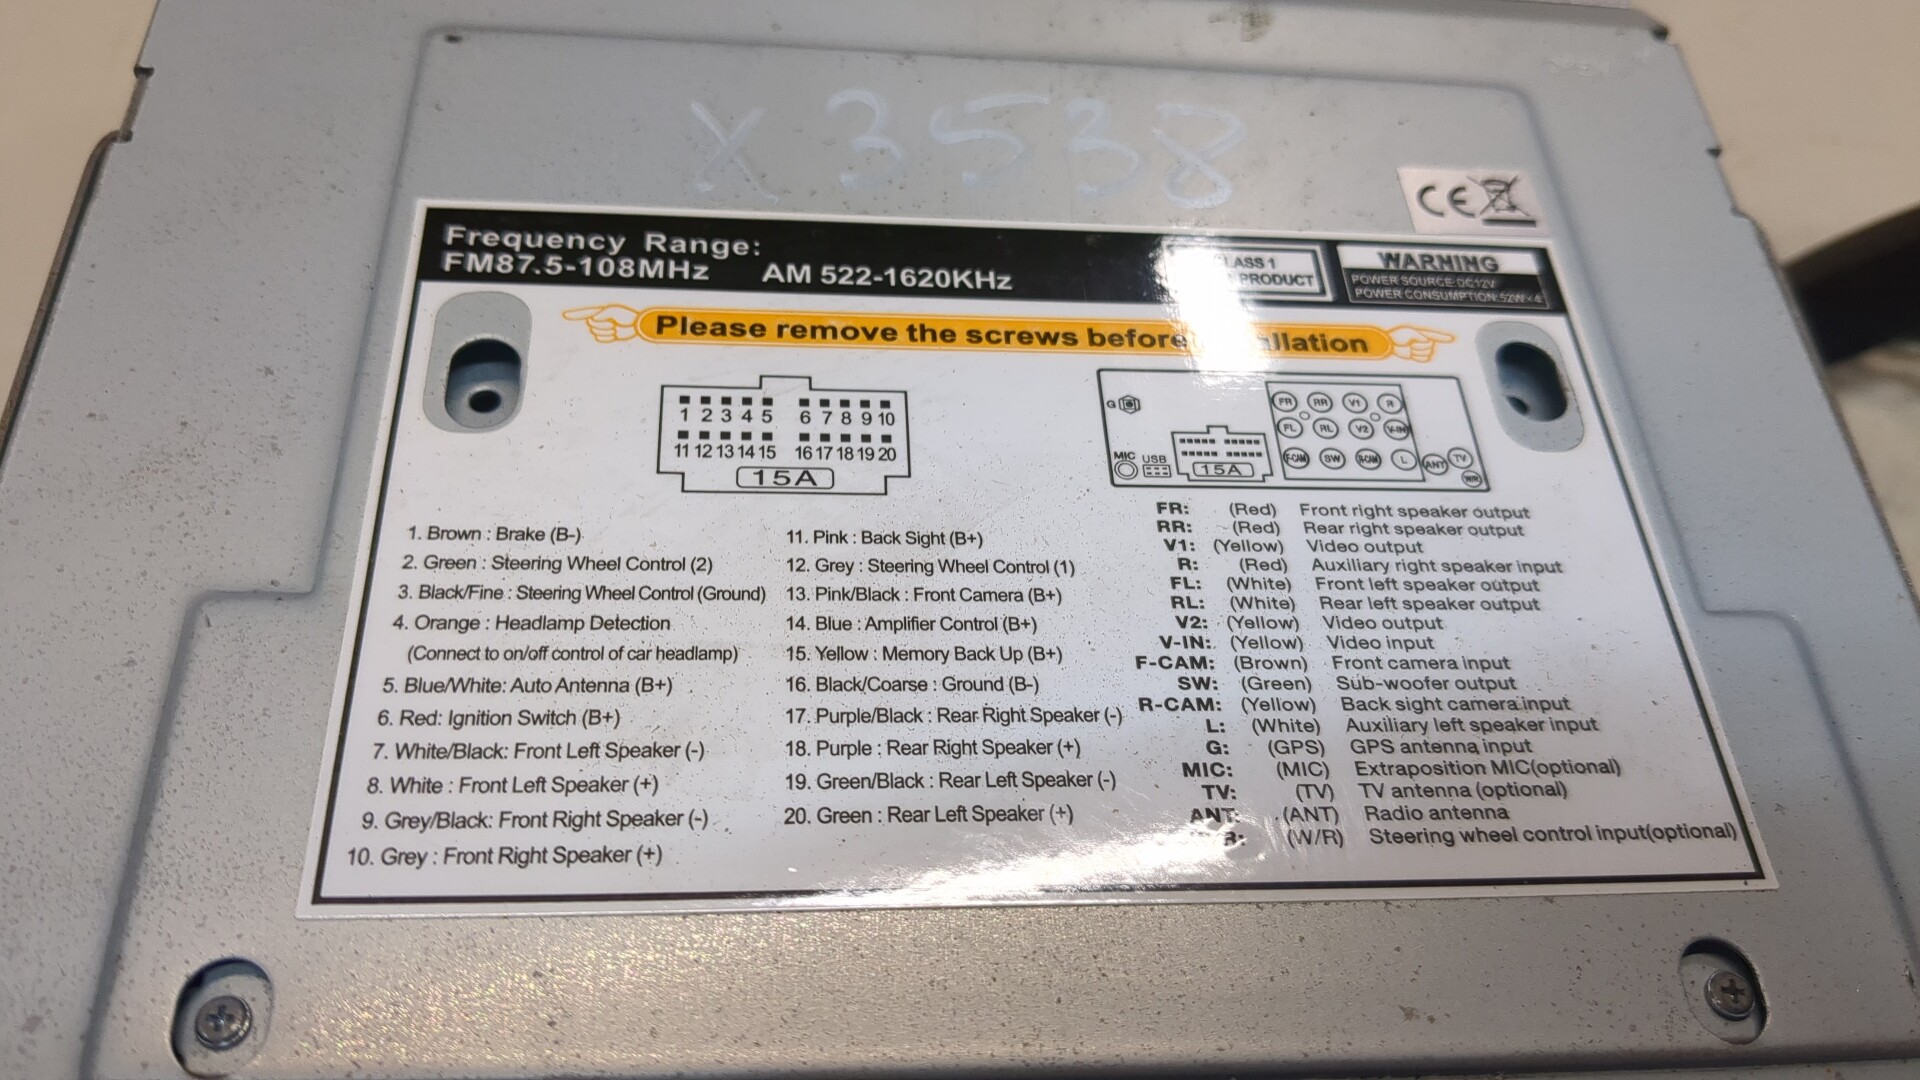 X 3538
CE
Frequency Range:
FM87.5-108MHz AM 522-1620KHz
CLASS 1
PRODUCT
WARNING
POWER SOURCE:DC12V
POWER CONSUMPTION:52W×4
Please remove the screws before
1 2 3 4 5 6 7 8 9 10
11 12 13 14 15 16 17 18 19 20
15A
G
MIC USB
15A
FR RR V1 R
FL RL V2 V-IN
F-CAM SW R-CAM L ANT TV
W/R
1. Brown : Brake (B-)
2. Green : Steering Wheel Control (2)
3. Black/Fine : Steering Wheel Control (Ground)
4. Orange : Headlamp Detection
(Connect to on/off control of car headlamp)
5. Blue/White: Auto Antenna (B+)
6. Red: Ignition Switch (B+)
7. White/Black: Front Left Speaker (-)
8. White : Front Left Speaker (+)
9. Grey/Black: Front Right Speaker (-)
10. Grey : Front Right Speaker (+)
11. Pink : Back Sight (B+)
12. Grey : Steering Wheel Control (1)
13. Pink/Black : Front Camera (B+)
14. Blue : Amplifier Control (B+)
15. Yellow : Memory Back Up (B+)
16. Black/Coarse : Ground (B-)
17. Purple/Black : Rear Right Speaker (-)
18. Purple : Rear Right Speaker (+)
19. Green/Black : Rear Left Speaker (-)
20. Green : Rear Left Speaker (+)
FR: (Red) Front right speaker output
RR: (Red) Rear right speaker output
V1: (Yellow) Video output
R: (Red) Auxiliary right speaker input
FL: (White) Front left speaker output
RL: (White) Rear left speaker output
V2: (Yellow) Video output
V-IN: (Yellow) Video input
F-CAM: (Brown) Front camera input
SW: (Green) Sub-woofer output
R-CAM: (Yellow) Back sight camera input
L: (White) Auxiliary left speaker input
G: (GPS) GPS antenna input
MIC: (MIC) Extraposition MIC(optional)
TV: (TV) TV antenna (optional)
ANT: (ANT) Radio antenna
(W/R) Steering wheel control input(optional)